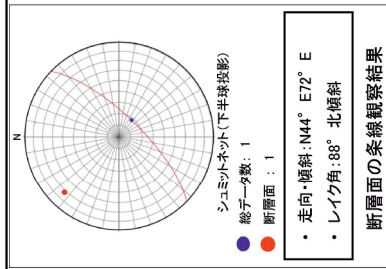 N
シュミットネット(下半球投影)
総データ数: 1
断層面 : 1
・ 走向・傾斜:N44° E72° E
・ レイク角:88° 北傾斜
断層面の条線観察結果